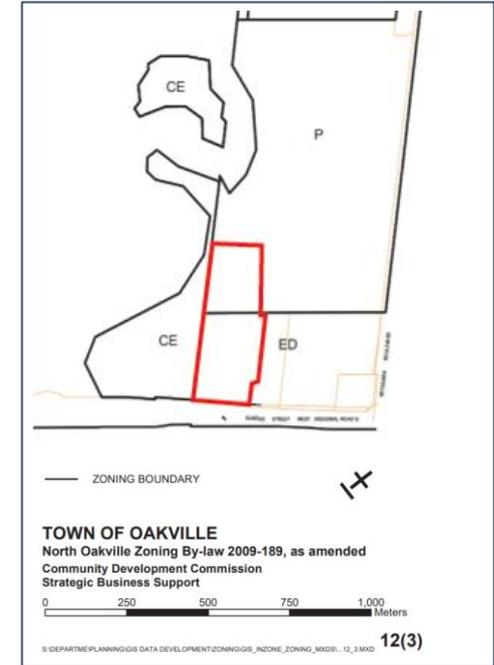 CE
P
CE
ED
ZONING BOUNDARY
TOWN OF OAKVILLE
North Oakville Zoning By-law 2009-189, as amended
Community Development Commission
Strategic Business Support
0 250 500 750 1,000
Meters
12(3)